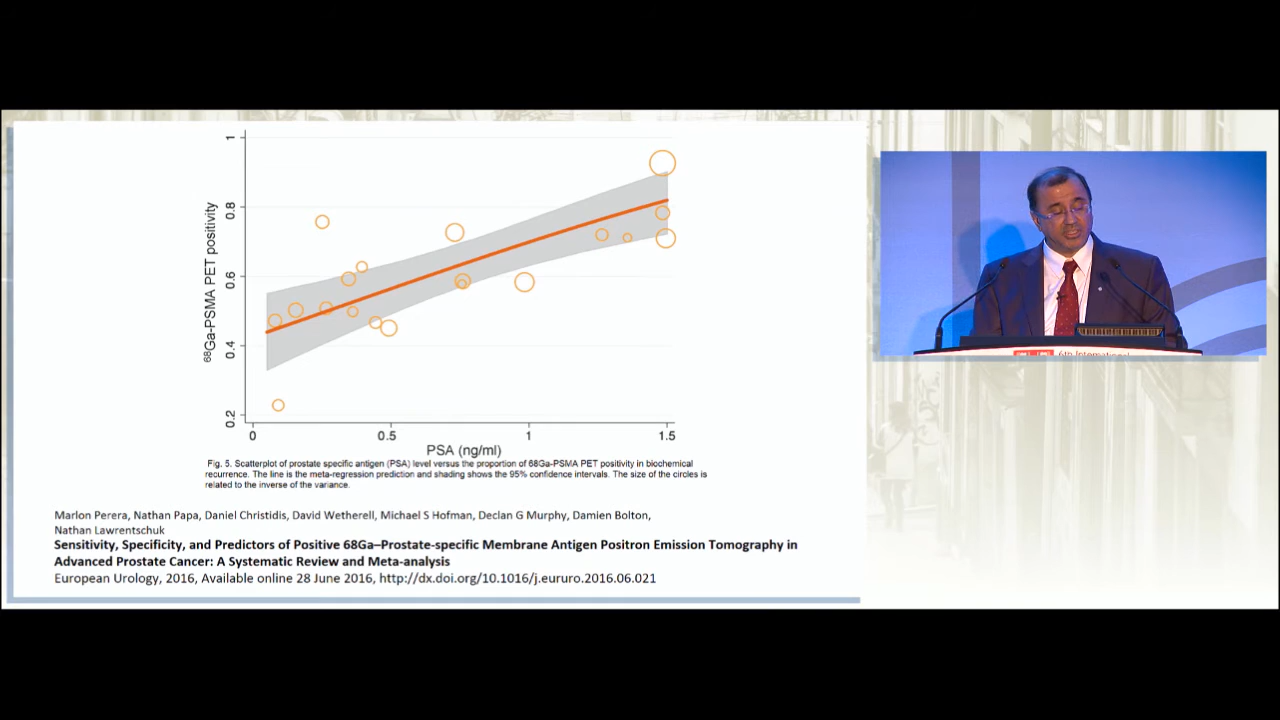 1
0.8
0.6
0.4
0.2
68Ga-PSMA PET positivity
0
0.5
1
1.5
PSA (ng/ml)
Fig. 5. Scatterplot of prostate specific antigen (PSA) level versus the proportion of 68Ga-PSMA PET positivity in biochemical
recurrence. The line is the meta-regression prediction and shading shows the 95% confidence intervals. The size of the circles is
related to the inverse of the variance.
Marlon Perera, Nathan Papa, Daniel Christidis, David Wetherell, Michael S Hofman, Declan G Murphy, Damien Bolton,
Nathan Lawrentschuk
Sensitivity, Specificity, and Predictors of Positive 68Ga–Prostate-specific Membrane Antigen Positron Emission Tomography in
Advanced Prostate Cancer: A Systematic Review and Meta-analysis
European Urology, 2016, Available online 28 June 2016, http://dx.doi.org/10.1016/j.eururo.2016.06.021
6th International